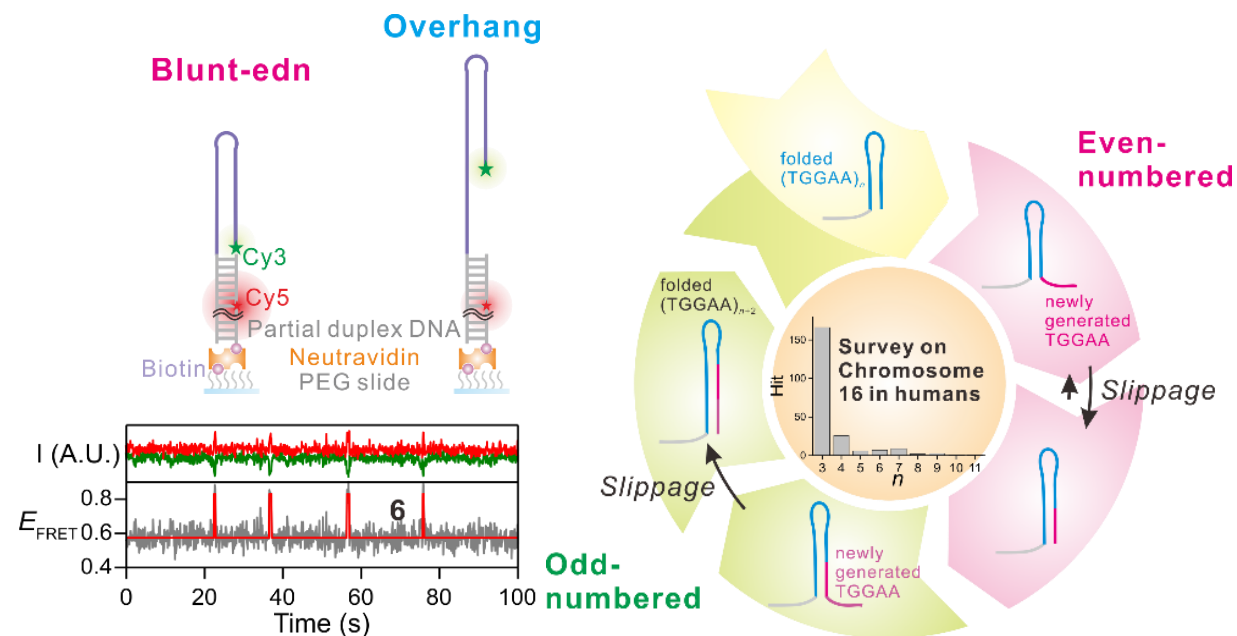 Overhang
Blunt-edn
Cy3
Cy5
Partial duplex DNA
Biotin
Neutravidin
PEG slide
I (A.U.)
E_FRET
0.8
0.6
0.4
6
0 20 40 60 80 100
Time (s)
folded
(TGGAA)n
Even-
numbered
newly
generated
TGGAA
Slippage
folded
(TGGAA)n−2
Slippage
Odd-
numbered
newly
generated
TGGAA
Survey on
Chromosome
16 in humans
Hit
150
100
50
0
3 4 5 6 7 8 9 10 11
n